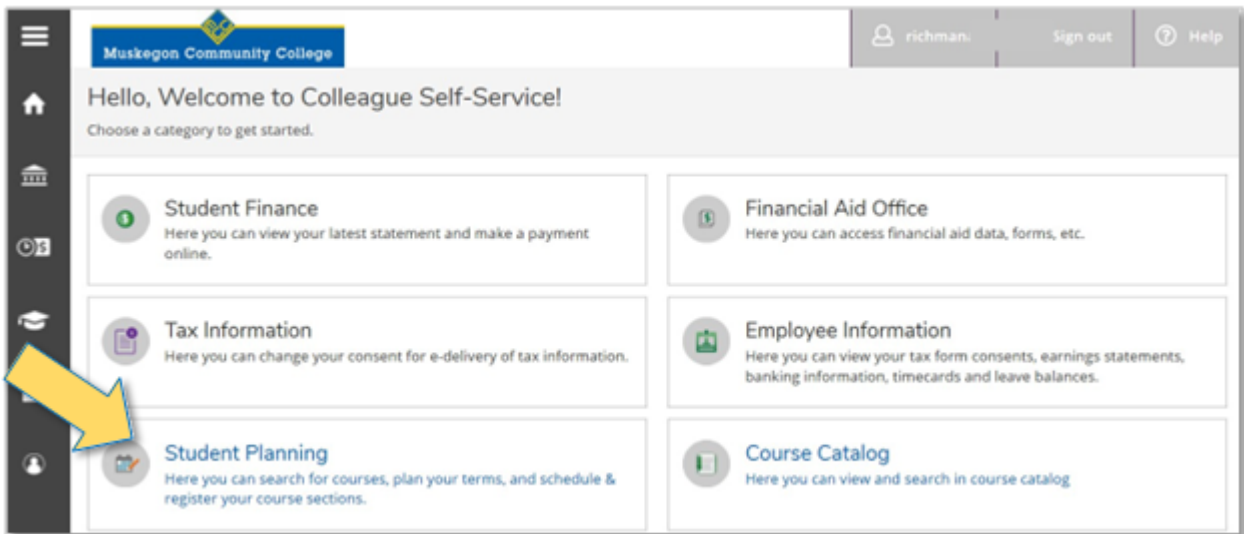 Muskegon Community College
richman
Sign out
Help
Hello, Welcome to Colleague Self-Service!
Choose a category to get started.
Student Finance
Here you can view your latest statement and make a payment
online.
Financial Aid Office
Here you can access financial aid data, forms, etc.
Tax Information
Here you can change your consent for e-delivery of tax information.
Employee Information
Here you can view your tax form consents, earnings statements,
banking information, timecards and leave balances.
Student Planning
Here you can search for courses, plan your terms, and schedule &
register your course sections.
Course Catalog
Here you can view and search in course catalog